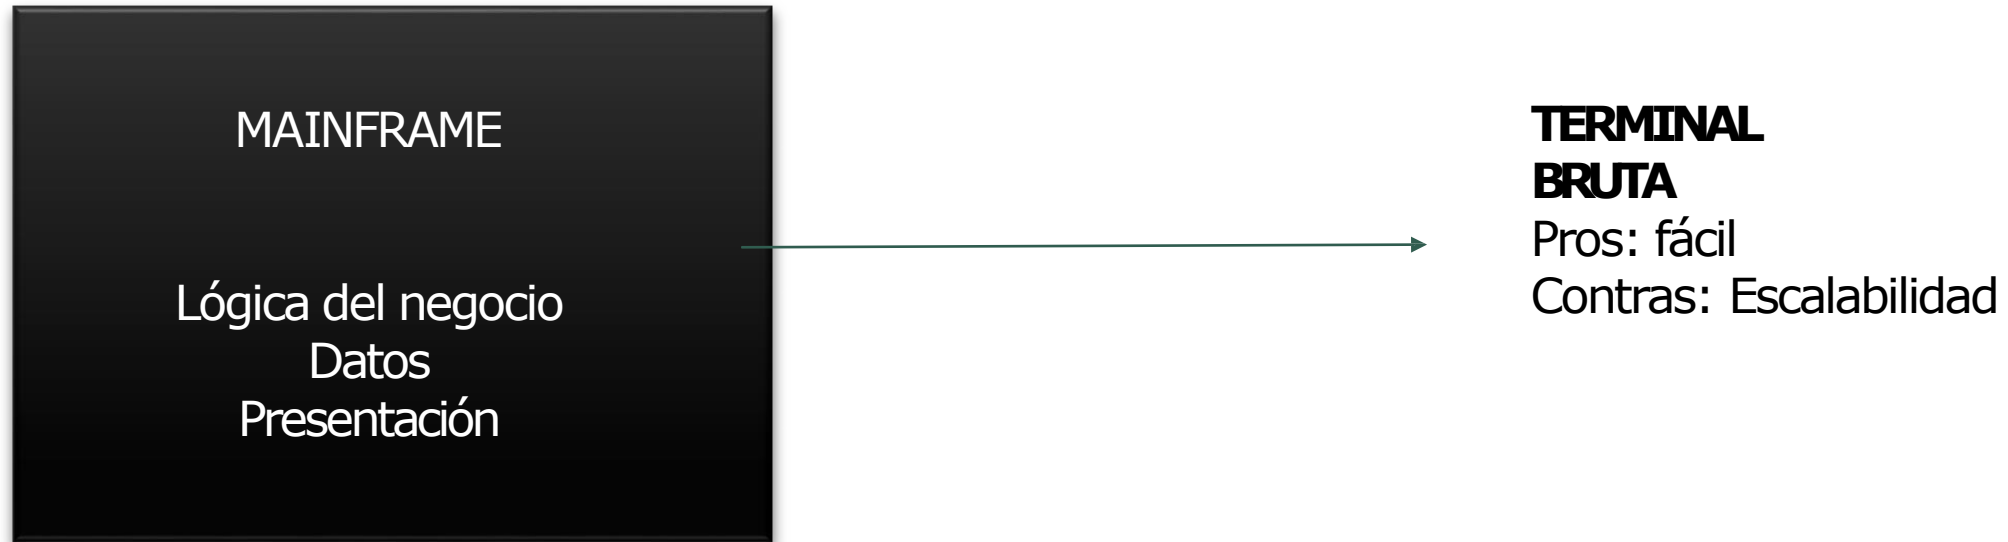 MAINFRAME
Lógica del negocio
Datos
Presentación
TERMINAL
BRUTA
Pros: fácil
Contras: Escalabilidad